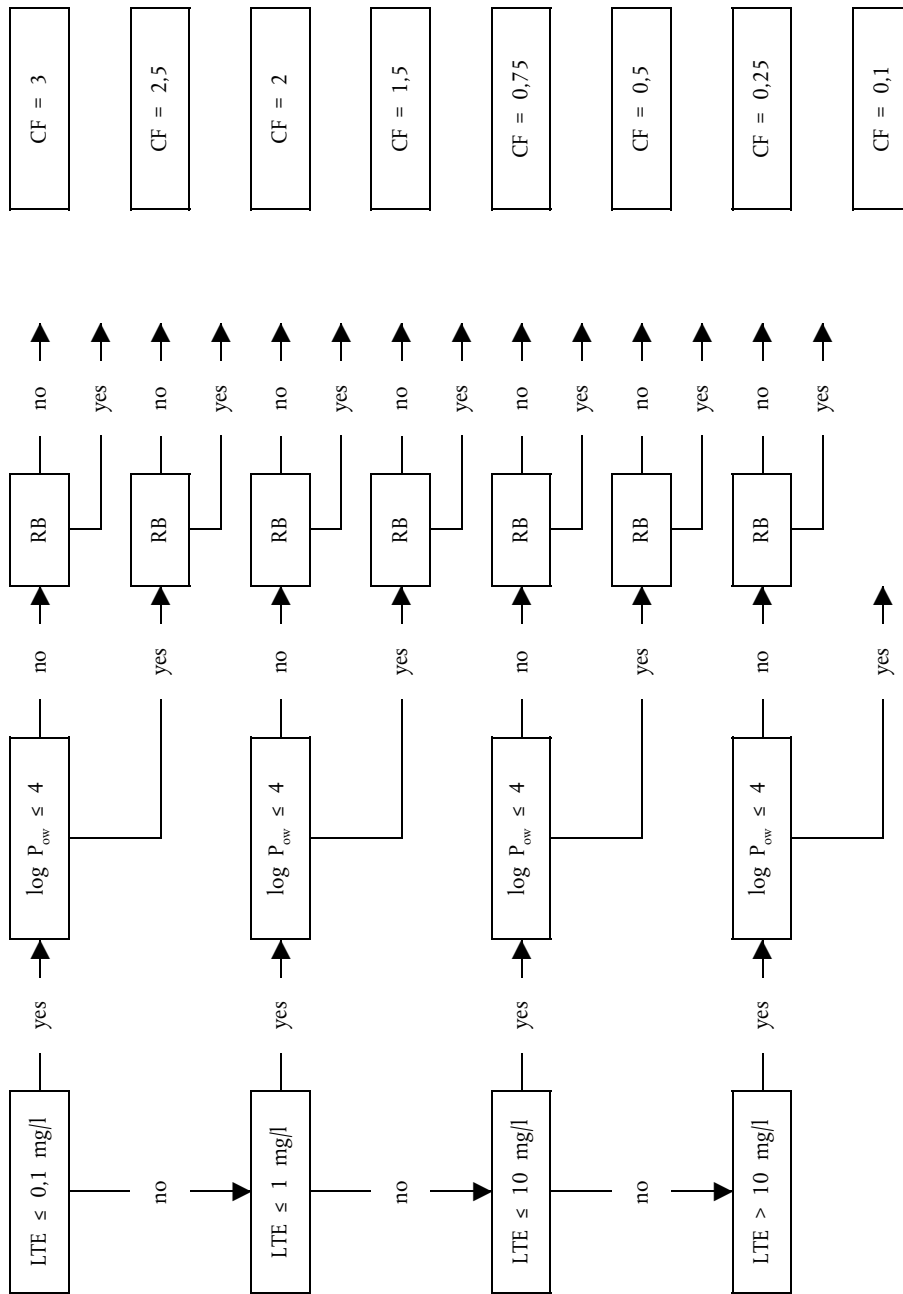 LTE ≤ 0,1 mg/l yes log Pow ≤ 4 no RB no CF = 3
yes
no yes RB no CF = 2,5
yes
LTE ≤ 1 mg/l yes log Pow ≤ 4 no RB no CF = 2
yes
no yes RB no CF = 1,5
yes
LTE ≤ 10 mg/l yes log Pow ≤ 4 no RB no CF = 0,75
yes
no yes RB no CF = 0,5
yes
LTE > 10 mg/l yes log Pow ≤ 4 no RB no CF = 0,25
yes
yes CF = 0,1